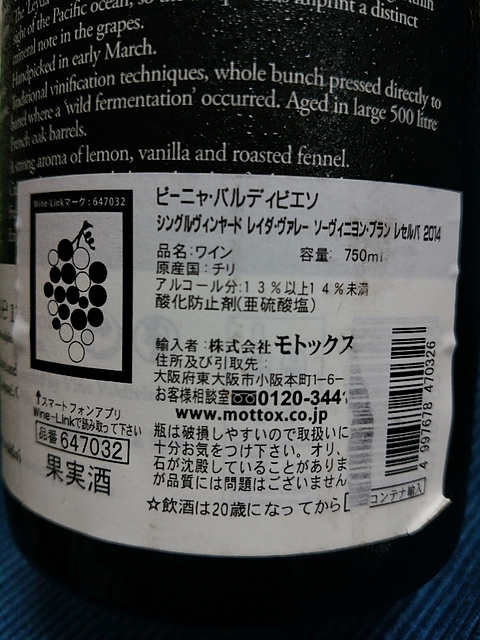 The 'Leyda
sight of the Pacific ocean, so imprint a distinct
mineral note in the grapes.
Handpicked in early March.
Traditional vinification techniques, whole bunch pressed directly to
barrel where a 'wild fermentation' occurred. Aged in large 500 litre
French oak barrels.
A strong aroma of lemon, vanilla and roasted fennel.
Wine-Linkマーク:647032
ビーニャ・バルディビエソ
シングルヴィンヤード レイダ・ヴァレー ソーヴィニヨン・ブラン レセルバ 2014
品名:ワイン 容量: 750ml
原産国:チリ
アルコール分:13%以上14%未満
酸化防止剤(亜硫酸塩)
輸入者:株式会社モトックス
住所及び引取先:
大阪府東大阪市小阪本町1-6-
お客様相談室 0120-344
www.mottox.co.jp
瓶は破損しやすいので取扱いに
十分お気をつけ下さい。オリ、
石が沈殿していることがありま
が品質には問題はございません
☆飲酒は20歳になってから
↑スマートフォンアプリ
Wine-Linkで読み取って下さい
品番 647032
果実酒
4 997678 470326
コンテナ輸入